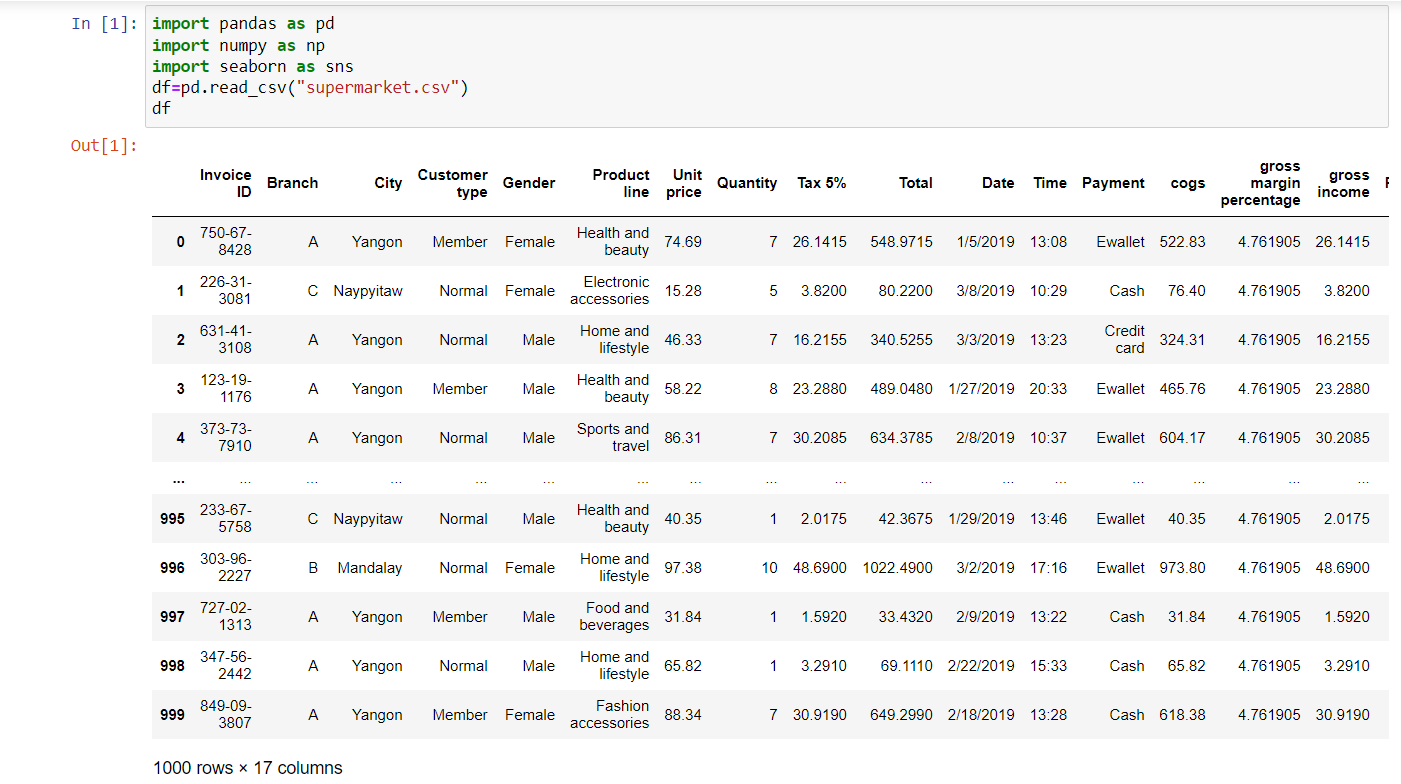 In [1]: import pandas as pd
import numpy as np
import seaborn as sns
df=pd.read_csv("supermarket.csv")
df
Out[1]:
Invoice ID Branch City Customer type Gender Product line Unit price Quantity Tax 5% Total Date Time Payment cogs gross margin percentage gross income
0 750-67-8428 A Yangon Member Female Health and beauty 74.69 7 26.1415 548.9715 1/5/2019 13:08 Ewallet 522.83 4.761905 26.1415
1 226-31-3081 C Naypyitaw Normal Female Electronic accessories 15.28 5 3.8200 80.2200 3/8/2019 10:29 Cash 76.40 4.761905 3.8200
2 631-41-3108 A Yangon Normal Male Home and lifestyle 46.33 7 16.2155 340.5255 3/3/2019 13:23 Credit card 324.31 4.761905 16.2155
3 123-19-1176 A Yangon Member Male Health and beauty 58.22 8 23.2880 489.0480 1/27/2019 20:33 Ewallet 465.76 4.761905 23.2880
4 373-73-7910 A Yangon Normal Male Sports and travel 86.31 7 30.2085 634.3785 2/8/2019 10:37 Ewallet 604.17 4.761905 30.2085
... ... ... ... ... ... ... ... ... ... ... ... ... ... ... ... ...
995 233-67-5758 C Naypyitaw Normal Male Health and beauty 40.35 1 2.0175 42.3675 1/29/2019 13:46 Ewallet 40.35 4.761905 2.0175
996 303-96-2227 B Mandalay Normal Female Home and lifestyle 97.38 10 48.6900 1022.4900 3/2/2019 17:16 Ewallet 973.80 4.761905 48.6900
997 727-02-1313 A Yangon Member Male Food and beverages 31.84 1 1.5920 33.4320 2/9/2019 13:22 Cash 31.84 4.761905 1.5920
998 347-56-2442 A Yangon Normal Male Home and lifestyle 65.82 1 3.2910 69.1110 2/22/2019 15:33 Cash 65.82 4.761905 3.2910
999 849-09-3807 A Yangon Member Female Fashion accessories 88.34 7 30.9190 649.2990 2/18/2019 13:28 Cash 618.38 4.761905 30.9190
1000 rows × 17 columns